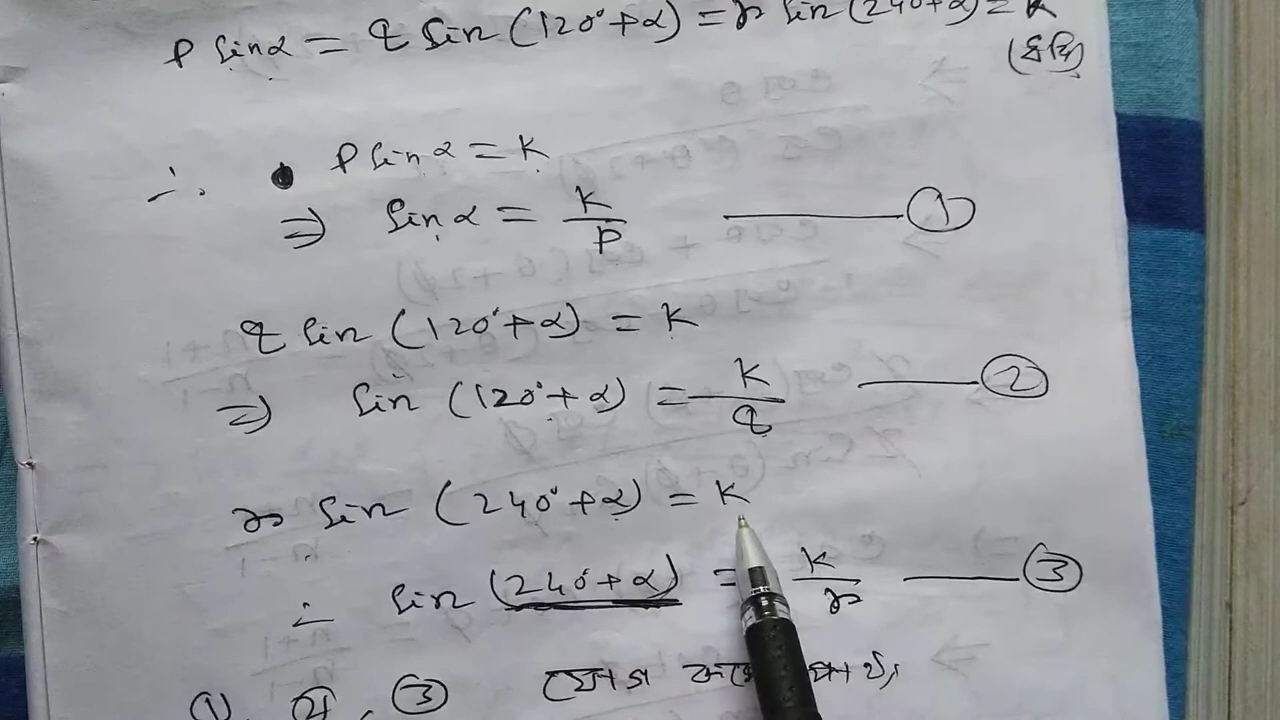 p sinα = q sin(120°+α) = r sin(240+α) = K
(ধরি)
∴ p sinα = K
⇒ sinα = K/p ——— ①
q sin(120°+α) = K
⇒ sin(120°+α) = K/q ——— ②
r sin(240°+α) = K
∴ sin(240°+α) = K/r ——— ③
①, ②, ③ যোগ করে পাই,